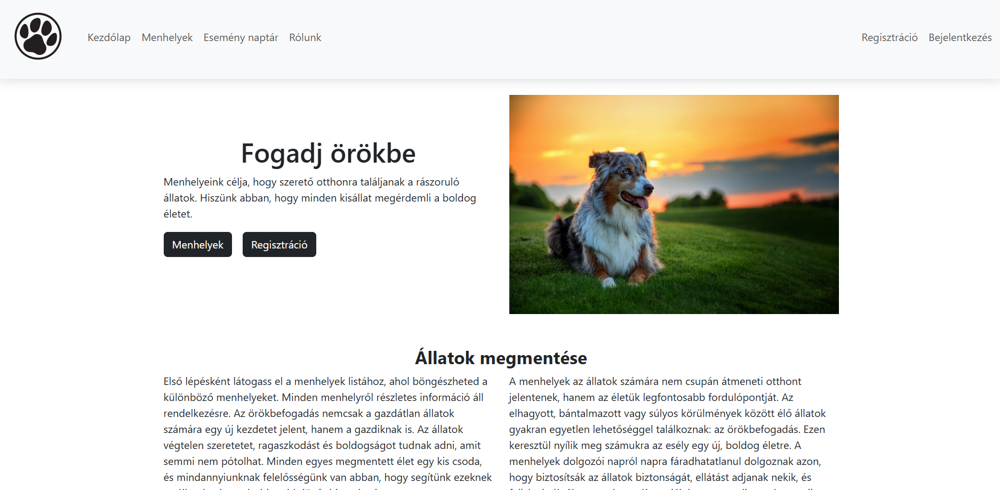 Kezdőlap Menhelyek Esemény naptár Rólunk Regisztráció Bejelentkezés
Fogadj örökbe
Menhelyeink célja, hogy szerető otthonra találjanak a rászoruló
állatok. Hiszünk abban, hogy minden kisállat megérdemli a boldog
életet.
Menhelyek Regisztráció
Állatok megmentése
Első lépésként látogass el a menhelyek listához, ahol böngészheted a
különböző menhelyeket. Minden menhelyről részletes információ áll
rendelkezésre. Az örökbefogadás nemcsak a gazdátlan állatok
számára egy új kezdetet jelent, hanem a gazdiknak is. Az állatok
végtelen szeretetet, ragaszkodást és boldogságot tudnak adni, amit
semmi nem pótolhat. Minden egyes megmentett élet egy kis csoda,
és mindannyiunknak felelősségünk van abban, hogy segítünk ezeknek
A menhelyek az állatok számára nem csupán átmeneti otthont
jelentenek, hanem az életük legfontosabb fordulópontját. Az
elhagyott, bántalmazott vagy súlyos körülmények között élő állatok
gyakran egyetlen lehetőséggel találkoznak: az örökbefogadás. Ezen
keresztül nyílik meg számukra az esély egy új, boldog életre. A
menhelyek dolgozói napról napra fáradhatatlanul dolgoznak azon,
hogy biztosítsák az állatok biztonságát, ellátást adjanak nekik, és